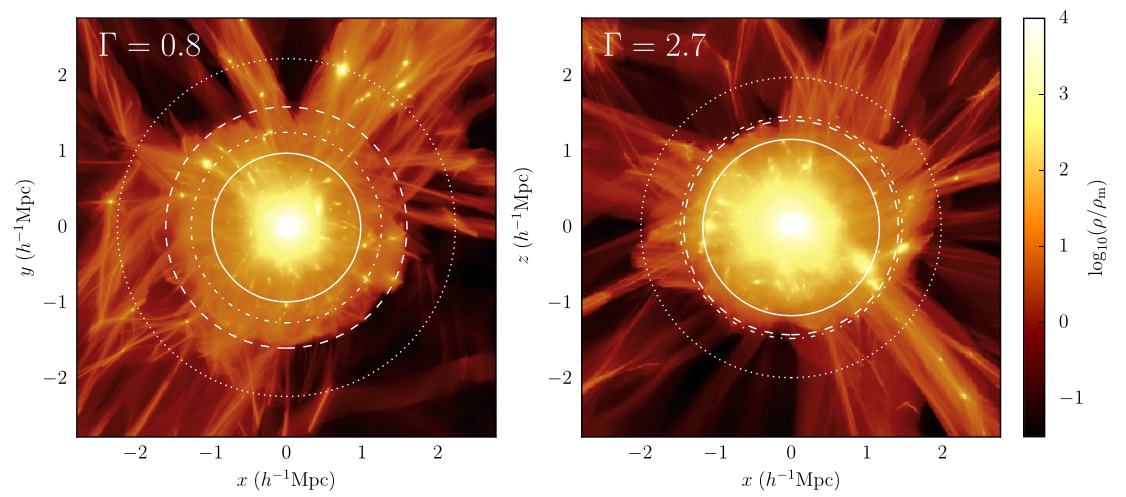 Γ = 0.8
2
1
0
−1
−2
y (h⁻¹Mpc)
−2 −1 0 1 2
x (h⁻¹Mpc)
Γ = 2.7
2
1
0
−1
−2
z (h⁻¹Mpc)
−2 −1 0 1 2
x (h⁻¹Mpc)
4
3
2
1
0
−1
log₁₀(ρ/ρₘ)